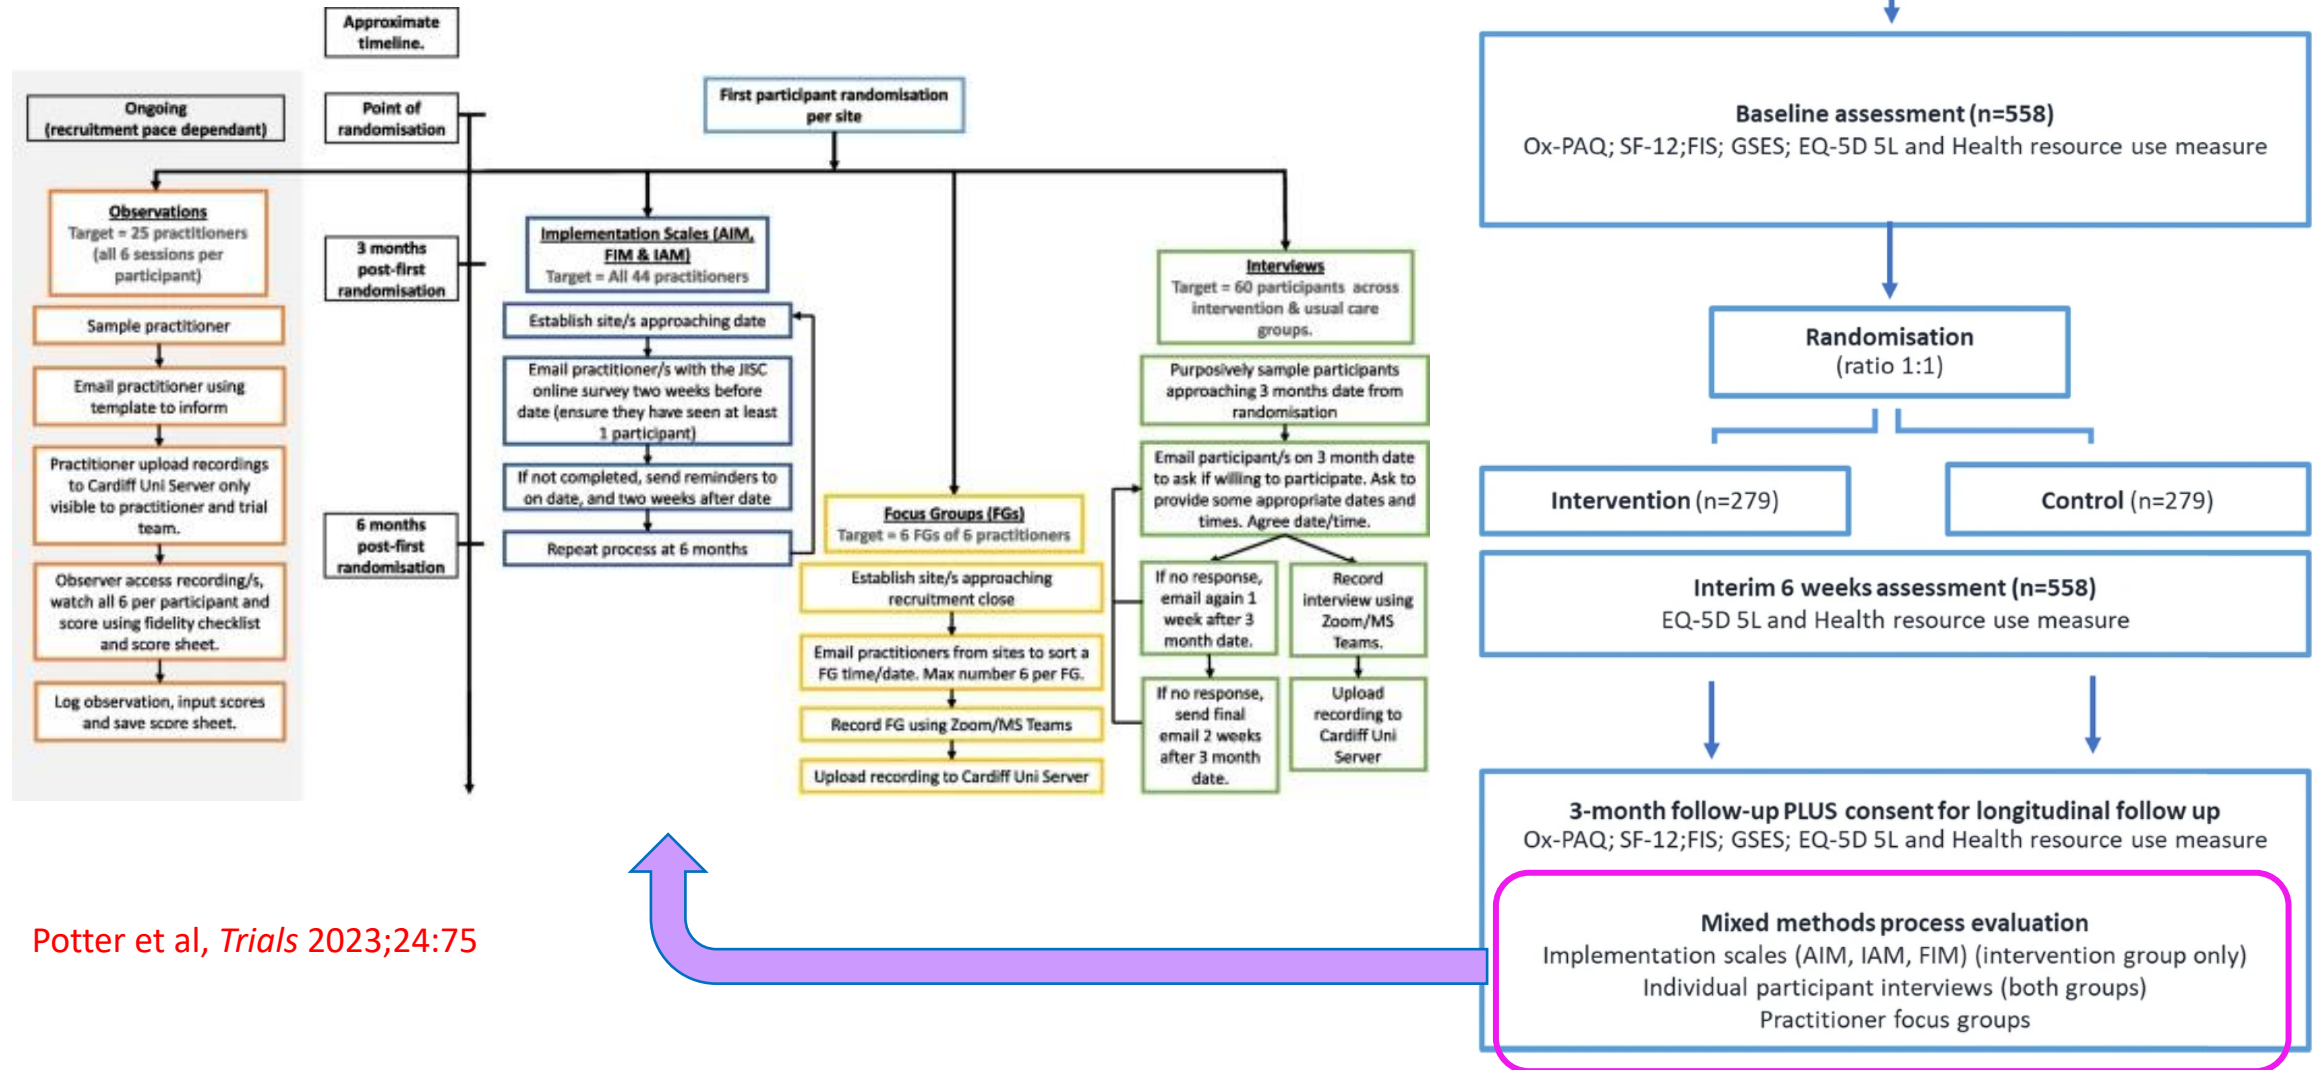 Approximate
timeline.
Ongoing
(recruitment pace dependant)
Point of
randomisation
First participant randomisation
per site
Observations
Target = 25 practitioners
(all 6 sessions per
participant)
Sample practitioner
Email practitioner using
template to inform
Practitioner upload recordings
to Cardiff Uni Server only
visible to practitioner and trial
team.
Observer access recording/s,
watch all 6 per participant and
score using fidelity checklist
and score sheet.
Log observation, input scores
and save score sheet.
3 months
post-first
randomisation
6 months
post-first
randomisation
Implementation Scales (AIM,
FIM & IAM)
Target = All 44 practitioners
Establish site/s approaching date
Email practitioner/s with the JISC
online survey two weeks before
date (ensure they have seen at least
1 participant)
If not completed, send reminders to
on date, and two weeks after date
Repeat process at 6 months
Focus Groups (FGs)
Target = 6 FGs of 6 practitioners
Establish site/s approaching
recruitment close
Email practitioners from sites to sort a
FG time/date. Max number 6 per FG.
Record FG using Zoom/MS Teams
Upload recording to Cardiff Uni Server
Interviews
Target = 60 participants across
intervention & usual care
groups.
Purposively sample participants
approaching 3 months date from
randomisation
Email participant/s on 3 month date
to ask if willing to participate. Ask to
provide some appropriate dates and
times. Agree date/time.
If no response,
email again 1
week after 3
month date.
If no response,
send final
email 2 weeks
after 3 month
date.
Record
interview using
Zoom/MS
Teams.
Upload
recording to
Cardiff Uni
Server
Baseline assessment (n=558)
Ox-PAQ; SF-12;FIS; GSES; EQ-5D 5L and Health resource use measure
Randomisation
(ratio 1:1)
Intervention (n=279)
Control (n=279)
Interim 6 weeks assessment (n=558)
EQ-5D 5L and Health resource use measure
3-month follow-up PLUS consent for longitudinal follow up
Ox-PAQ; SF-12;FIS; GSES; EQ-5D 5L and Health resource use measure
Mixed methods process evaluation
Implementation scales (AIM, IAM, FIM) (intervention group only)
Individual participant interviews (both groups)
Practitioner focus groups
Potter et al, Trials 2023;24:75